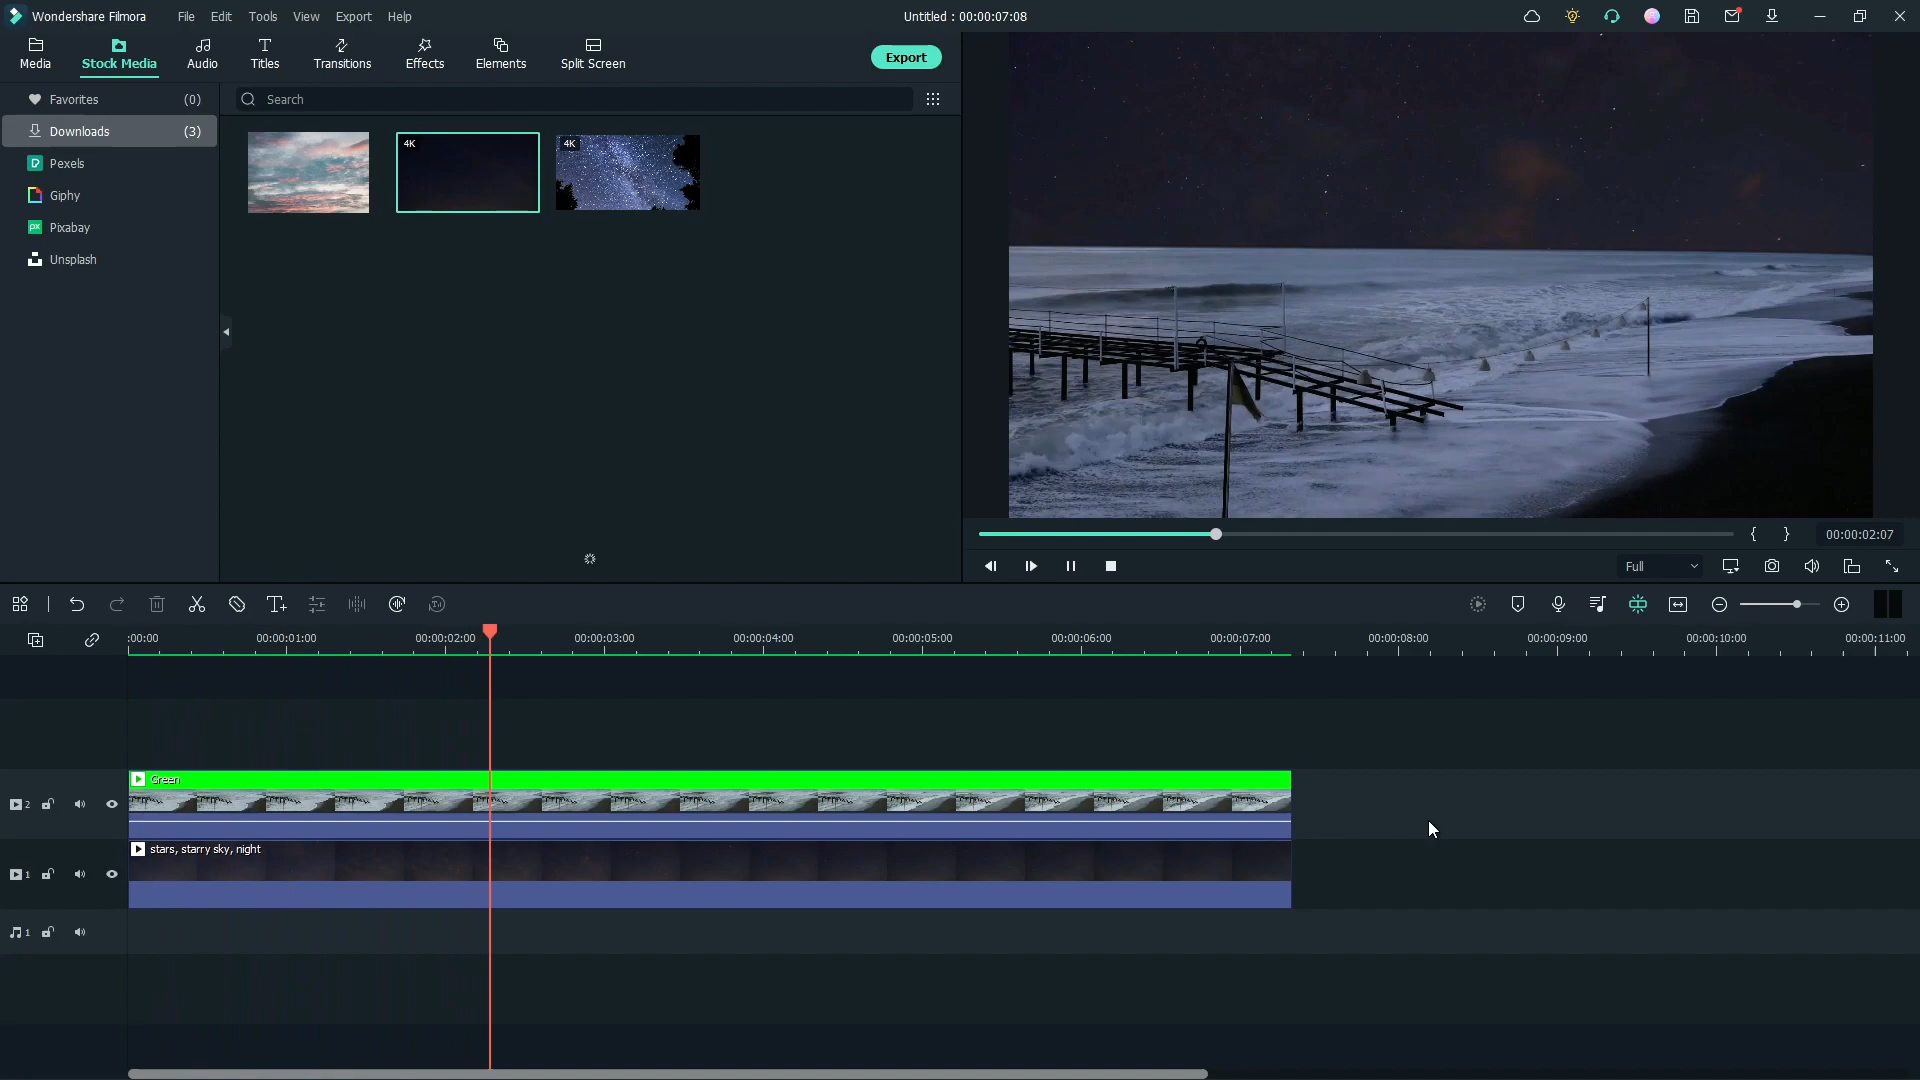 Wondershare Filmora File Edit Tools View Export Help Untitled : 00:00:07:08
Media Stock Media Audio Titles Transitions Effects Elements Split Screen Export
Favorites (0)
Search
Downloads (3)
4K 4K
Pexels
Giphy
px Pixabay
Unsplash
{ } 00:00:02:07
Full
:00:00 00:00:01:00 00:00:02:00 00:00:03:00 00:00:04:00 00:00:05:00 00:00:06:00 00:00:07:00 00:00:08:00 00:00:09:00 00:00:10:00 00:00:11:00
Green
2
stars, starry sky, night
1
1